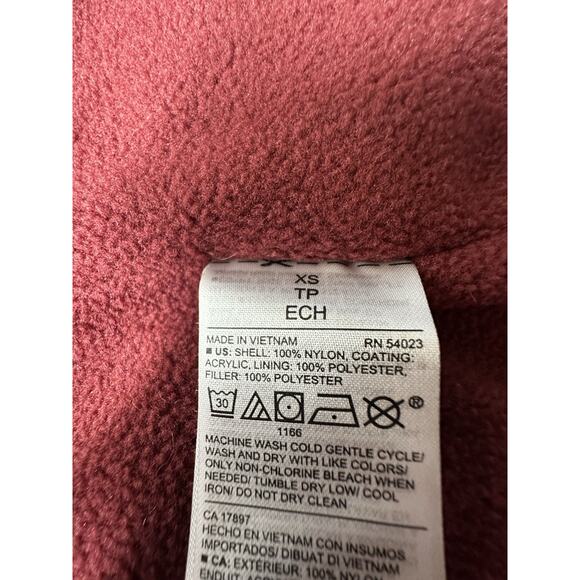 XS
TP
ECH
MADE IN VIETNAM RN 54023
■ US: SHELL: 100% NYLON, COATING:
ACRYLIC, LINING: 100% POLYESTER,
FILLER: 100% POLYESTER
30 ®
1166
MACHINE WASH COLD GENTLE CYCLE/
WASH AND DRY WITH LIKE COLORS/
ONLY NON-CHLORINE BLEACH WHEN
NEEDED/ TUMBLE DRY LOW/ COOL
IRON/ DO NOT DRY CLEAN
CA 17897
HECHO EN VIETNAM CON INSUMOS
IMPORTADOS/ DIBUAT DI VIETNAM
■ CA: EXTÉRIEUR: 100% NYLON